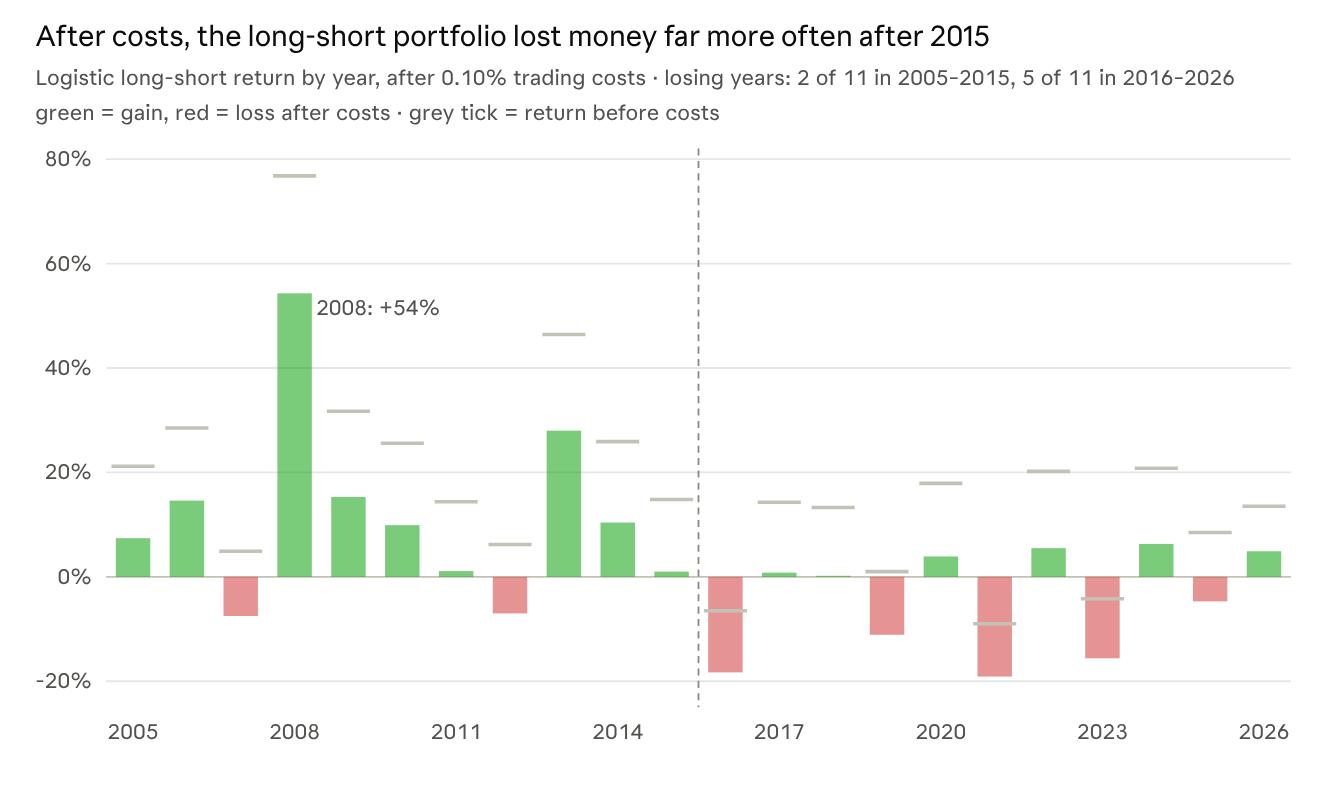 After costs, the long-short portfolio lost money far more often after 2015
Logistic long-short return by year, after 0.10% trading costs · losing years: 2 of 11 in 2005–2015, 5 of 11 in 2016–2026
green = gain, red = loss after costs · grey tick = return before costs
80%
60%
2008: +54%
40%
20%
0%
-20%
2005 2008 2011 2014 2017 2020 2023 2026